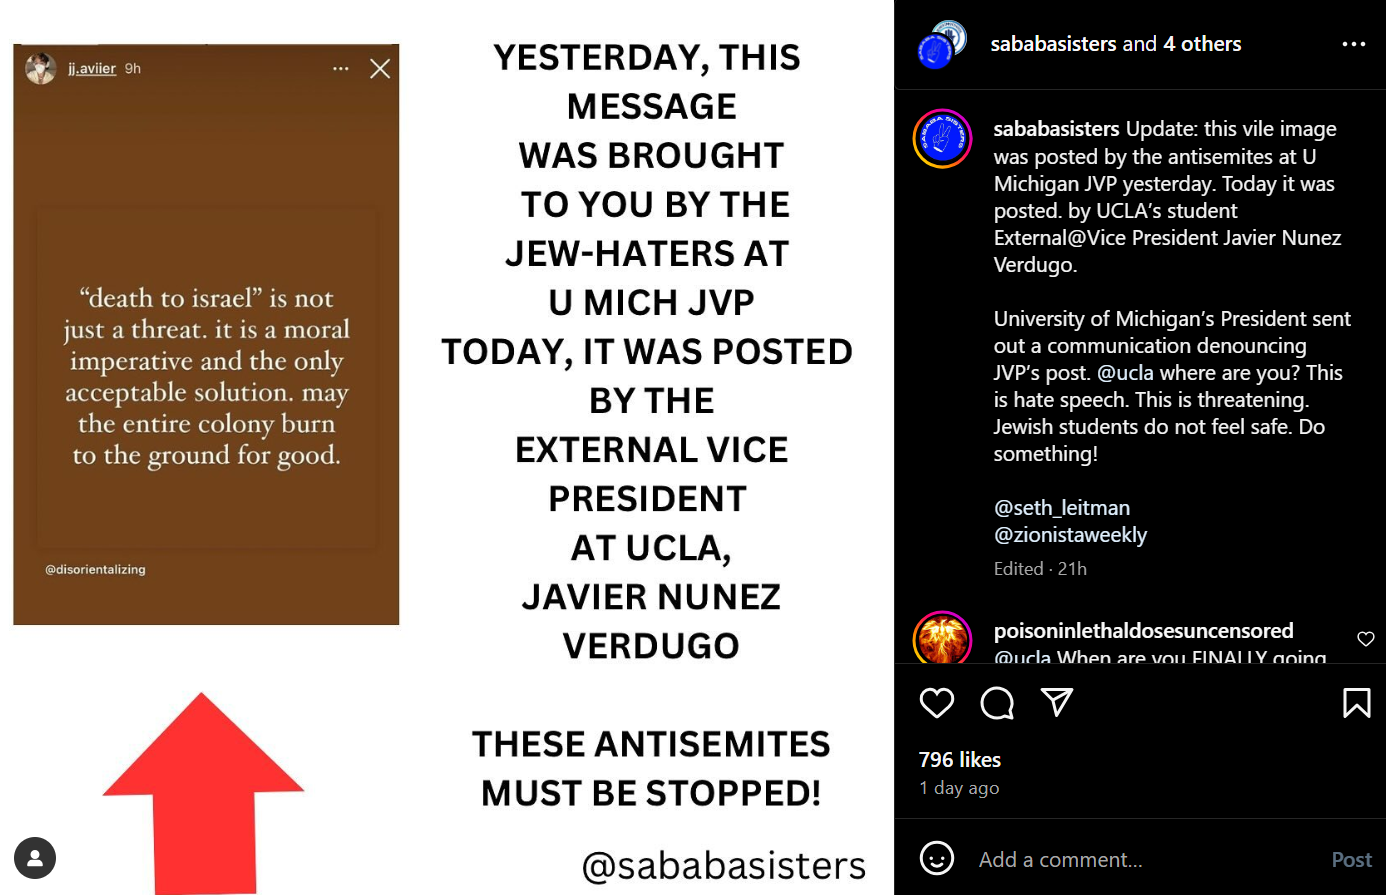 jj.aviier 9h
“death to israel” is not
just a threat. it is a moral
imperative and the only
acceptable solution. may
the entire colony burn
to the ground for good.
@disorientalizing
YESTERDAY, THIS
MESSAGE
WAS BROUGHT
TO YOU BY THE
JEW-HATERS AT
U MICH JVP
TODAY, IT WAS POSTED
BY THE
EXTERNAL VICE
PRESIDENT
AT UCLA,
JAVIER NUNEZ
VERDUGO
THESE ANTISEMITES
MUST BE STOPPED!
@sababasisters
sababasisters and 4 others
SABABA SISTERS
sababasisters Update: this vile image
was posted by the antisemites at U
Michigan JVP yesterday. Today it was
posted. by UCLA’s student
External@Vice President Javier Nunez
Verdugo.
University of Michigan’s President sent
out a communication denouncing
JVP’s post. @ucla where are you? This
is hate speech. This is threatening.
Jewish students do not feel safe. Do
something!
@seth_leitman
@zionistaweekly
Edited · 21h
poisoninlethaldosesuncensored
@ucla When are you FINALLY going
796 likes
1 day ago
Add a comment...
Post